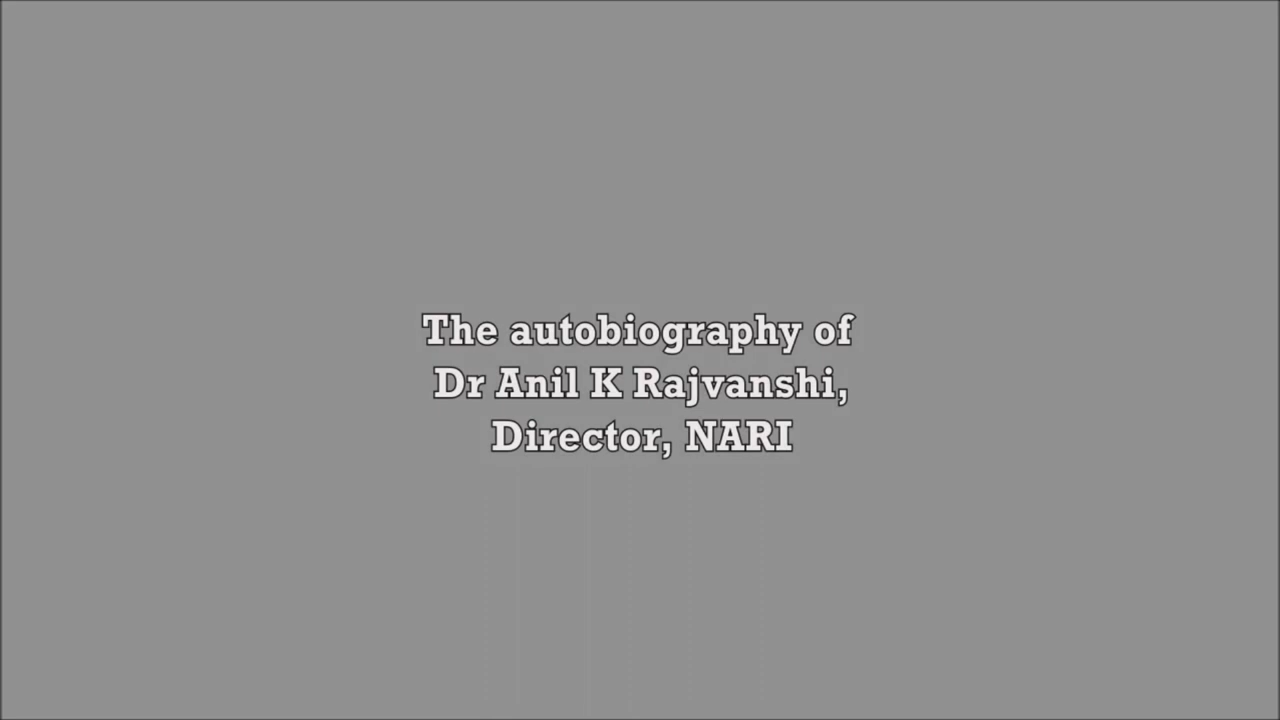 The autobiography of
Dr Anil K Rajvanshi,
Director, NARI